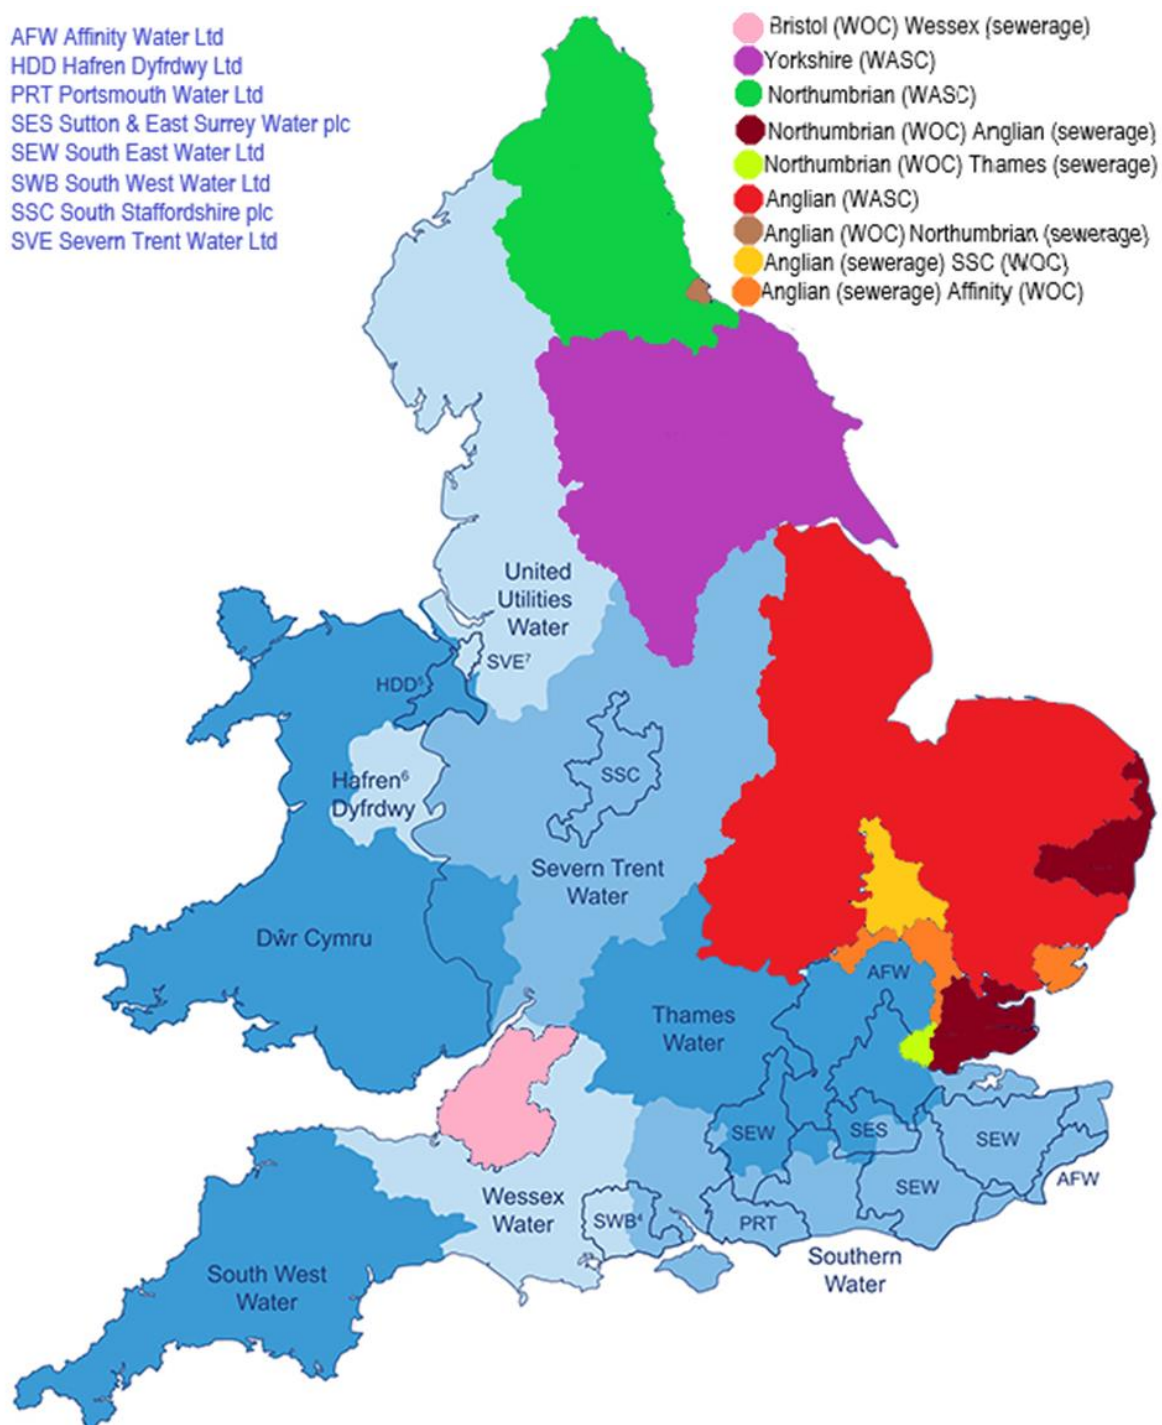 AFW Affinity Water Ltd
HDD Hafren Dyfrdwy Ltd
PRT Portsmouth Water Ltd
SES Sutton & East Surrey Water plc
SEW South East Water Ltd
SWB South West Water Ltd
SSC South Staffordshire plc
SVE Severn Trent Water Ltd
Bristol (WOC) Wessex (sewerage)
Yorkshire (WASC)
Northumbrian (WASC)
Northumbrian (WOC) Anglian (sewerage)
Northumbrian (WOC) Thames (sewerage)
Anglian (WASC)
Anglian (WOC) Northumbrian (sewerage)
Anglian (sewerage) SSC (WOC)
Anglian (sewerage) Affinity (WOC)
United
Utilities
Water
SVE⁷
HDD⁵
SSC
Hafren⁶
Dyfrdwy
Severn Trent
Water
Dŵr Cymru
AFW
Thames
Water
SEW
SES
SEW
AFW
SEW
Wessex
Water
SWB⁴
PRT
Southern
Water
South West
Water